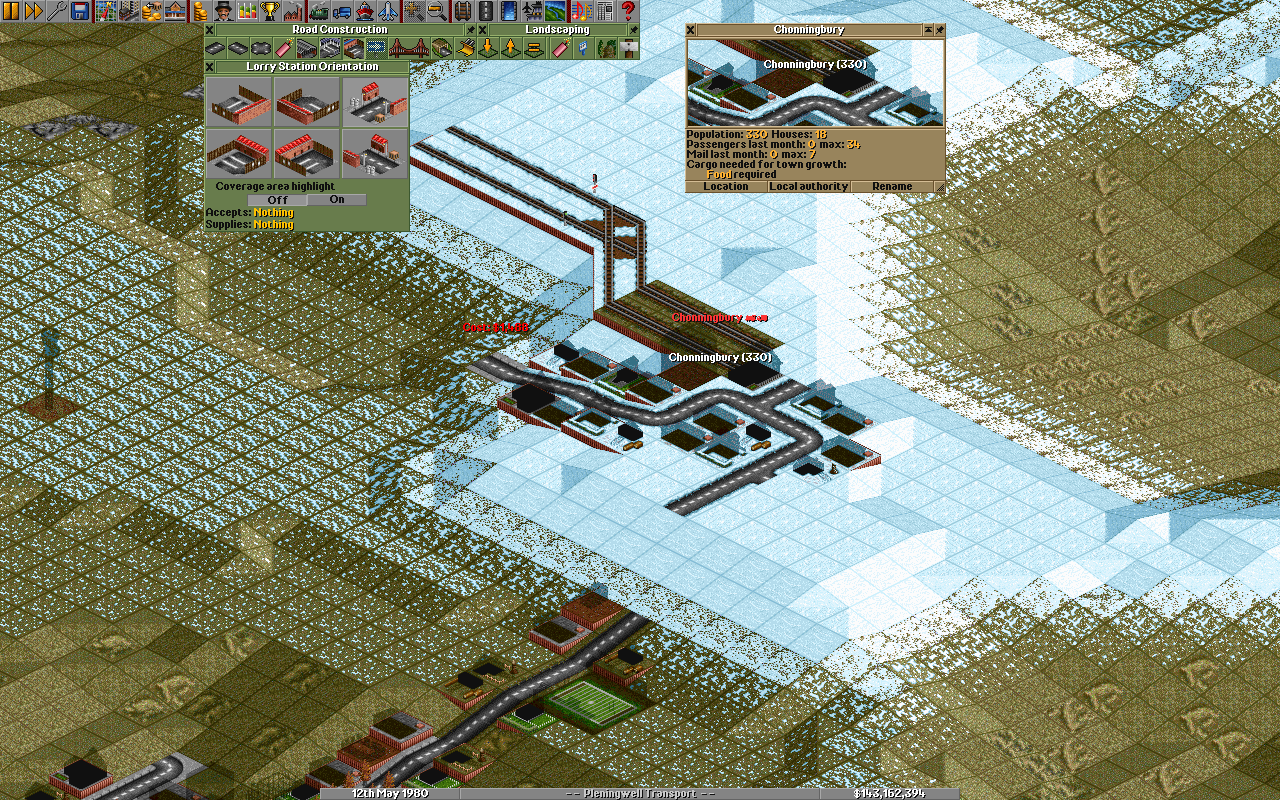 Road Construction
Landscaping
Lorry Station Orientation
Coverage area highlight
Off
On
Accepts: Nothing
Supplies: Nothing
Chonningbury
Chonningbury (330)
Population: 330 Houses: 18
Passengers last month: 0 max: 34
Mail last month: 0 max: 7
Cargo needed for town growth:
Food required
Location
Local authority
Rename
Chonningbury
Chonningbury (330)
12th May 1980
-- Pleningwell Transport --
$143,162,394